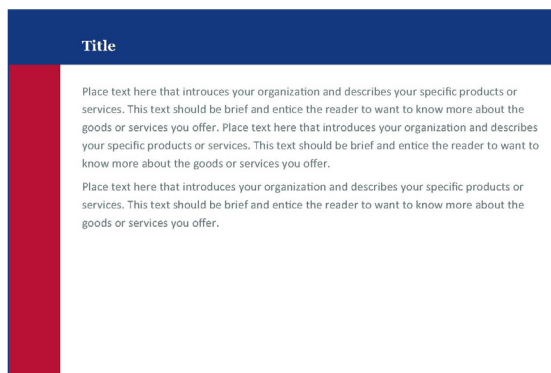 Title
Place text here that introuces your organization and describes your specific products or
services. This text should be brief and entice the reader to want to know more about the
goods or services you offer. Place text here that introduces your organization and describes
your specific products or services. This text should be brief and entice the reader to want to
know more about the goods or services you offer.
Place text here that introduces your organization and describes your specific products or
services. This text should be brief and entice the reader to want to know more about the
goods or services you offer.